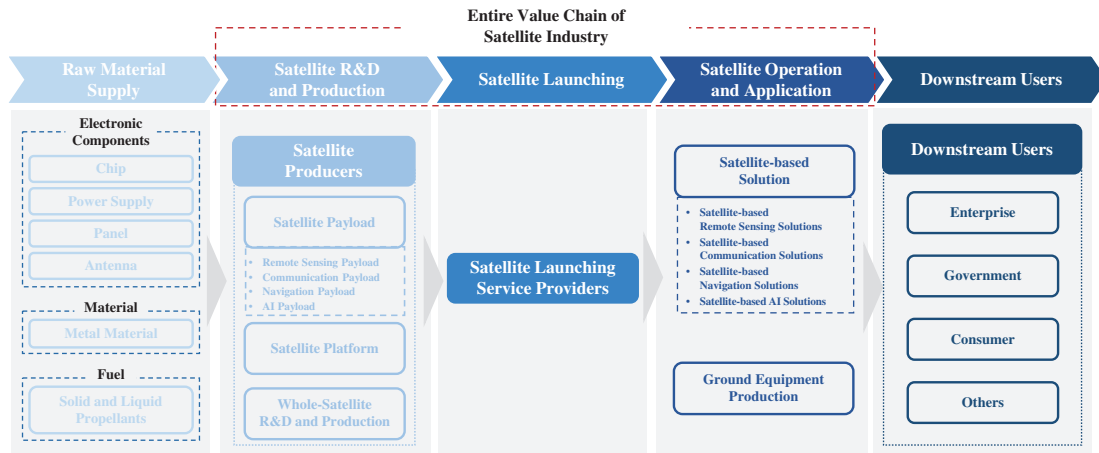 Entire Value Chain of
Satellite Industry
Raw Material
Supply
Satellite R&D
and Production
Satellite Launching
Satellite Operation
and Application
Downstream Users
Electronic
Components
Chip
Power Supply
Panel
Antenna
Material
Metal Material
Fuel
Solid and Liquid
Propellants
Satellite
Producers
Satellite Payload
• Remote Sensing Payload
• Communication Payload
• Navigation Payload
• AI Payload
Satellite Platform
Whole-Satellite
R&D and Production
Satellite Launching
Service Providers
Satellite-based
Solution
• Satellite-based
Remote Sensing Solutions
• Satellite-based
Communication Solutions
• Satellite-based
Navigation Solutions
• Satellite-based AI Solutions
Ground Equipment
Production
Downstream Users
Enterprise
Government
Consumer
Others